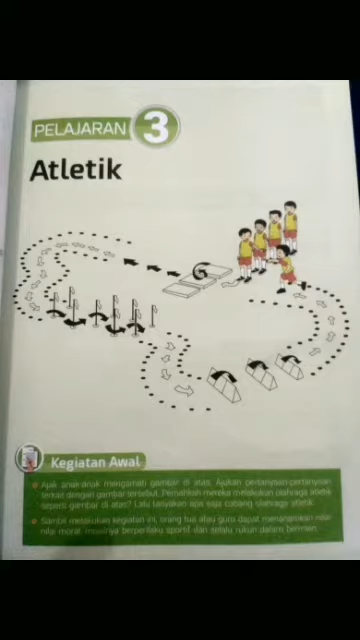 PELAJARAN 3
Atletik
Kegiatan Awal
Ajak anak-anak mengamati gambar di atas. Ajukan pertanyaan-pertanyaan
terkait dengan gambar tersebut. Pernahkah mereka melakukan olahraga atletik
seperti gambar di atas? Lalu tanyakan apa saja cabang olahraga atletik.
Sambil melakukan kegiatan ini, orang tua atau guru dapat menanamkan nilai-
nilai moral, misalnya berperilaku sportif dan selalu rukun dalam bermain.